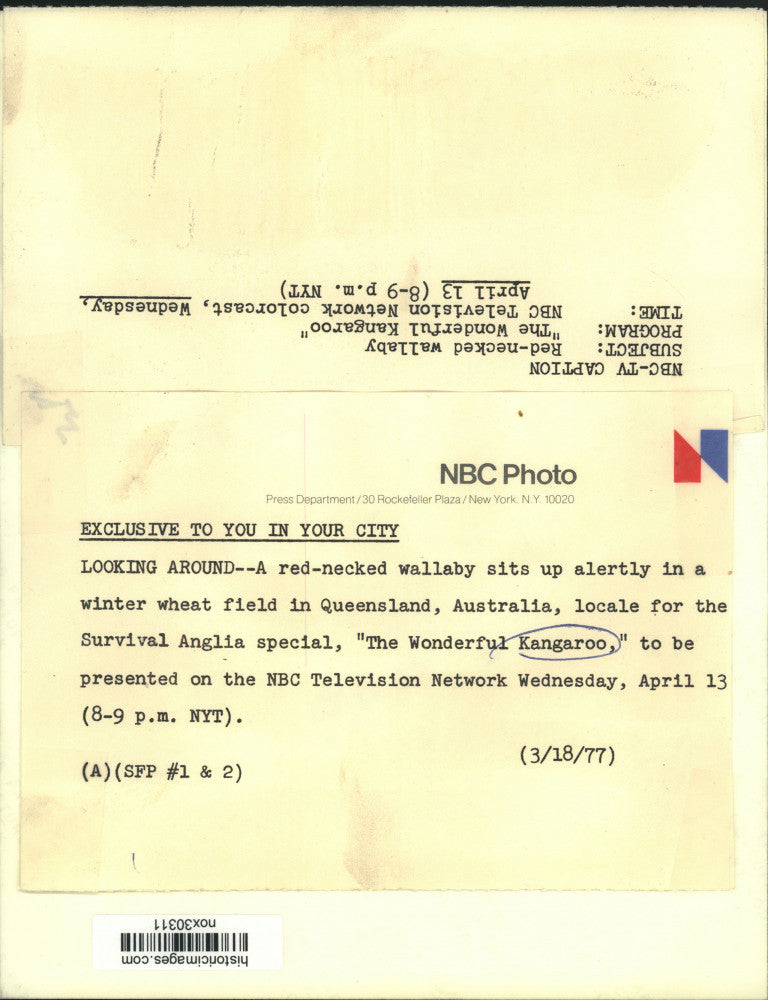 NBC-TV CAPTION
SUBJECT: Red-necked wallaby
PROGRAM: "The Wonderful Kangaroo"
TIME: NBC Television Network colorcast, Wednesday,
April 13 (8-9 p.m. NYT)
NBC Photo
Press Department/30 Rockefeller Plaza/New York, N.Y. 10020
EXCLUSIVE TO YOU IN YOUR CITY
LOOKING AROUND--A red-necked wallaby sits up alertly in a
winter wheat field in Queensland, Australia, locale for the
Survival Anglia special, "The Wonderful Kangaroo," to be
presented on the NBC Television Network Wednesday, April 13
(8-9 p.m. NYT).
(3/18/77)
(A)(SFP #1 & 2)
historicimages.com
nox30311